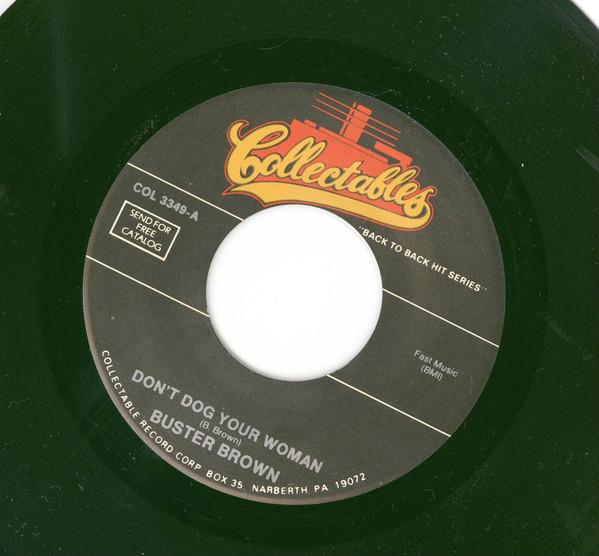 Collectables
"BACK TO BACK HIT SERIES"
COL 3349-A
SEND FOR
FREE
CATALOG
Fast Music
(BMI)
DON'T DOG YOUR WOMAN
(B. Brown)
BUSTER BROWN
COLLECTABLE RECORD CORP. BOX 35. NARBERTH, PA 19072